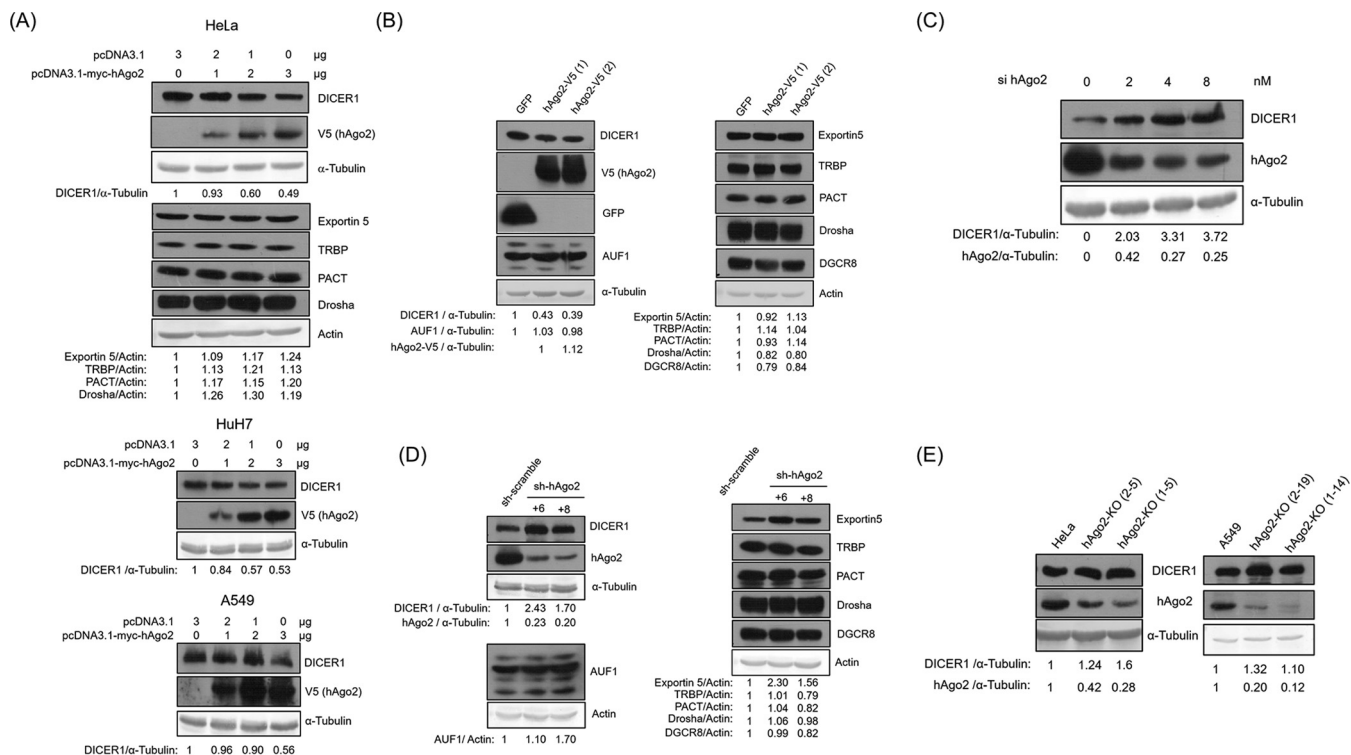 (A)
HeLa
pcDNA3.1 3 2 1 0 µg
pcDNA3.1-myc-hAgo2 0 1 2 3 µg
DICER1
V5 (hAgo2)
α-Tubulin
DICER1/α-Tubulin 1 0.93 0.60 0.49
Exportin 5
TRBP
PACT
Drosha
Actin
Exportin 5/Actin: 1 1.09 1.17 1.24
TRBP/Actin: 1 1.13 1.21 1.13
PACT/Actin: 1 1.17 1.15 1.20
Drosha/Actin: 1 1.26 1.30 1.19
HuH7
pcDNA3.1 3 2 1 0 µg
pcDNA3.1-myc-hAgo2 0 1 2 3 µg
DICER1
V5 (hAgo2)
α-Tubulin
DICER1 /α-Tubulin: 1 0.84 0.57 0.53
A549
pcDNA3.1 3 2 1 0 µg
pcDNA3.1-myc-hAgo2 0 1 2 3 µg
DICER1
V5 (hAgo2)
α-Tubulin
DICER1/α-Tubulin: 1 0.96 0.90 0.56
(B)
GFP hAgo2-V5 (1) hAgo2-V5 (2)
DICER1
V5 (hAgo2)
GFP
AUF1
α-Tubulin
DICER1 / α-Tubulin: 1 0.43 0.39
AUF1 / α-Tubulin: 1 1.03 0.98
hAgo2-V5 / α-Tubulin: 1 1.12
GFP hAgo2-V5 (1) hAgo2-V5 (2)
Exportin5
TRBP
PACT
Drosha
DGCR8
Actin
Exportin 5/Actin: 1 0.92 1.13
TRBP/Actin: 1 1.14 1.04
PACT/Actin: 1 0.93 1.14
Drosha/Actin: 1 0.82 0.80
DGCR8/Actin: 1 0.79 0.84
(C)
si hAgo2 0 2 4 8 nM
DICER1
hAgo2
α-Tubulin
DICER1/α-Tubulin: 0 2.03 3.31 3.72
hAgo2/α-Tubulin: 0 0.42 0.27 0.25
(D)
sh-scramble sh-hAgo2
+6 +8
DICER1
hAgo2
α-Tubulin
DICER1 / α-Tubulin: 1 2.43 1.70
hAgo2 / α-Tubulin: 1 0.23 0.20
AUF1
Actin
AUF1/ Actin: 1 1.10 1.70
sh-scramble sh-hAgo2
+6 +8
Exportin5
TRBP
PACT
Drosha
DGCR8
Actin
Exportin 5/Actin: 1 2.30 1.56
TRBP/Actin: 1 1.01 0.79
PACT/Actin: 1 1.04 0.82
Drosha/Actin: 1 1.06 0.98
DGCR8/Actin: 1 0.99 0.82
(E)
HeLa hAgo2-KO (2-5) hAgo2-KO (1-5)
A549 hAgo2-KO (2-19) hAgo2-KO (1-14)
DICER1
hAgo2
α-Tubulin
DICER1 /α-Tubulin: 1 1.24 1.6 1 1.32 1.10
hAgo2 /α-Tubulin: 1 0.42 0.28 1 0.20 0.12